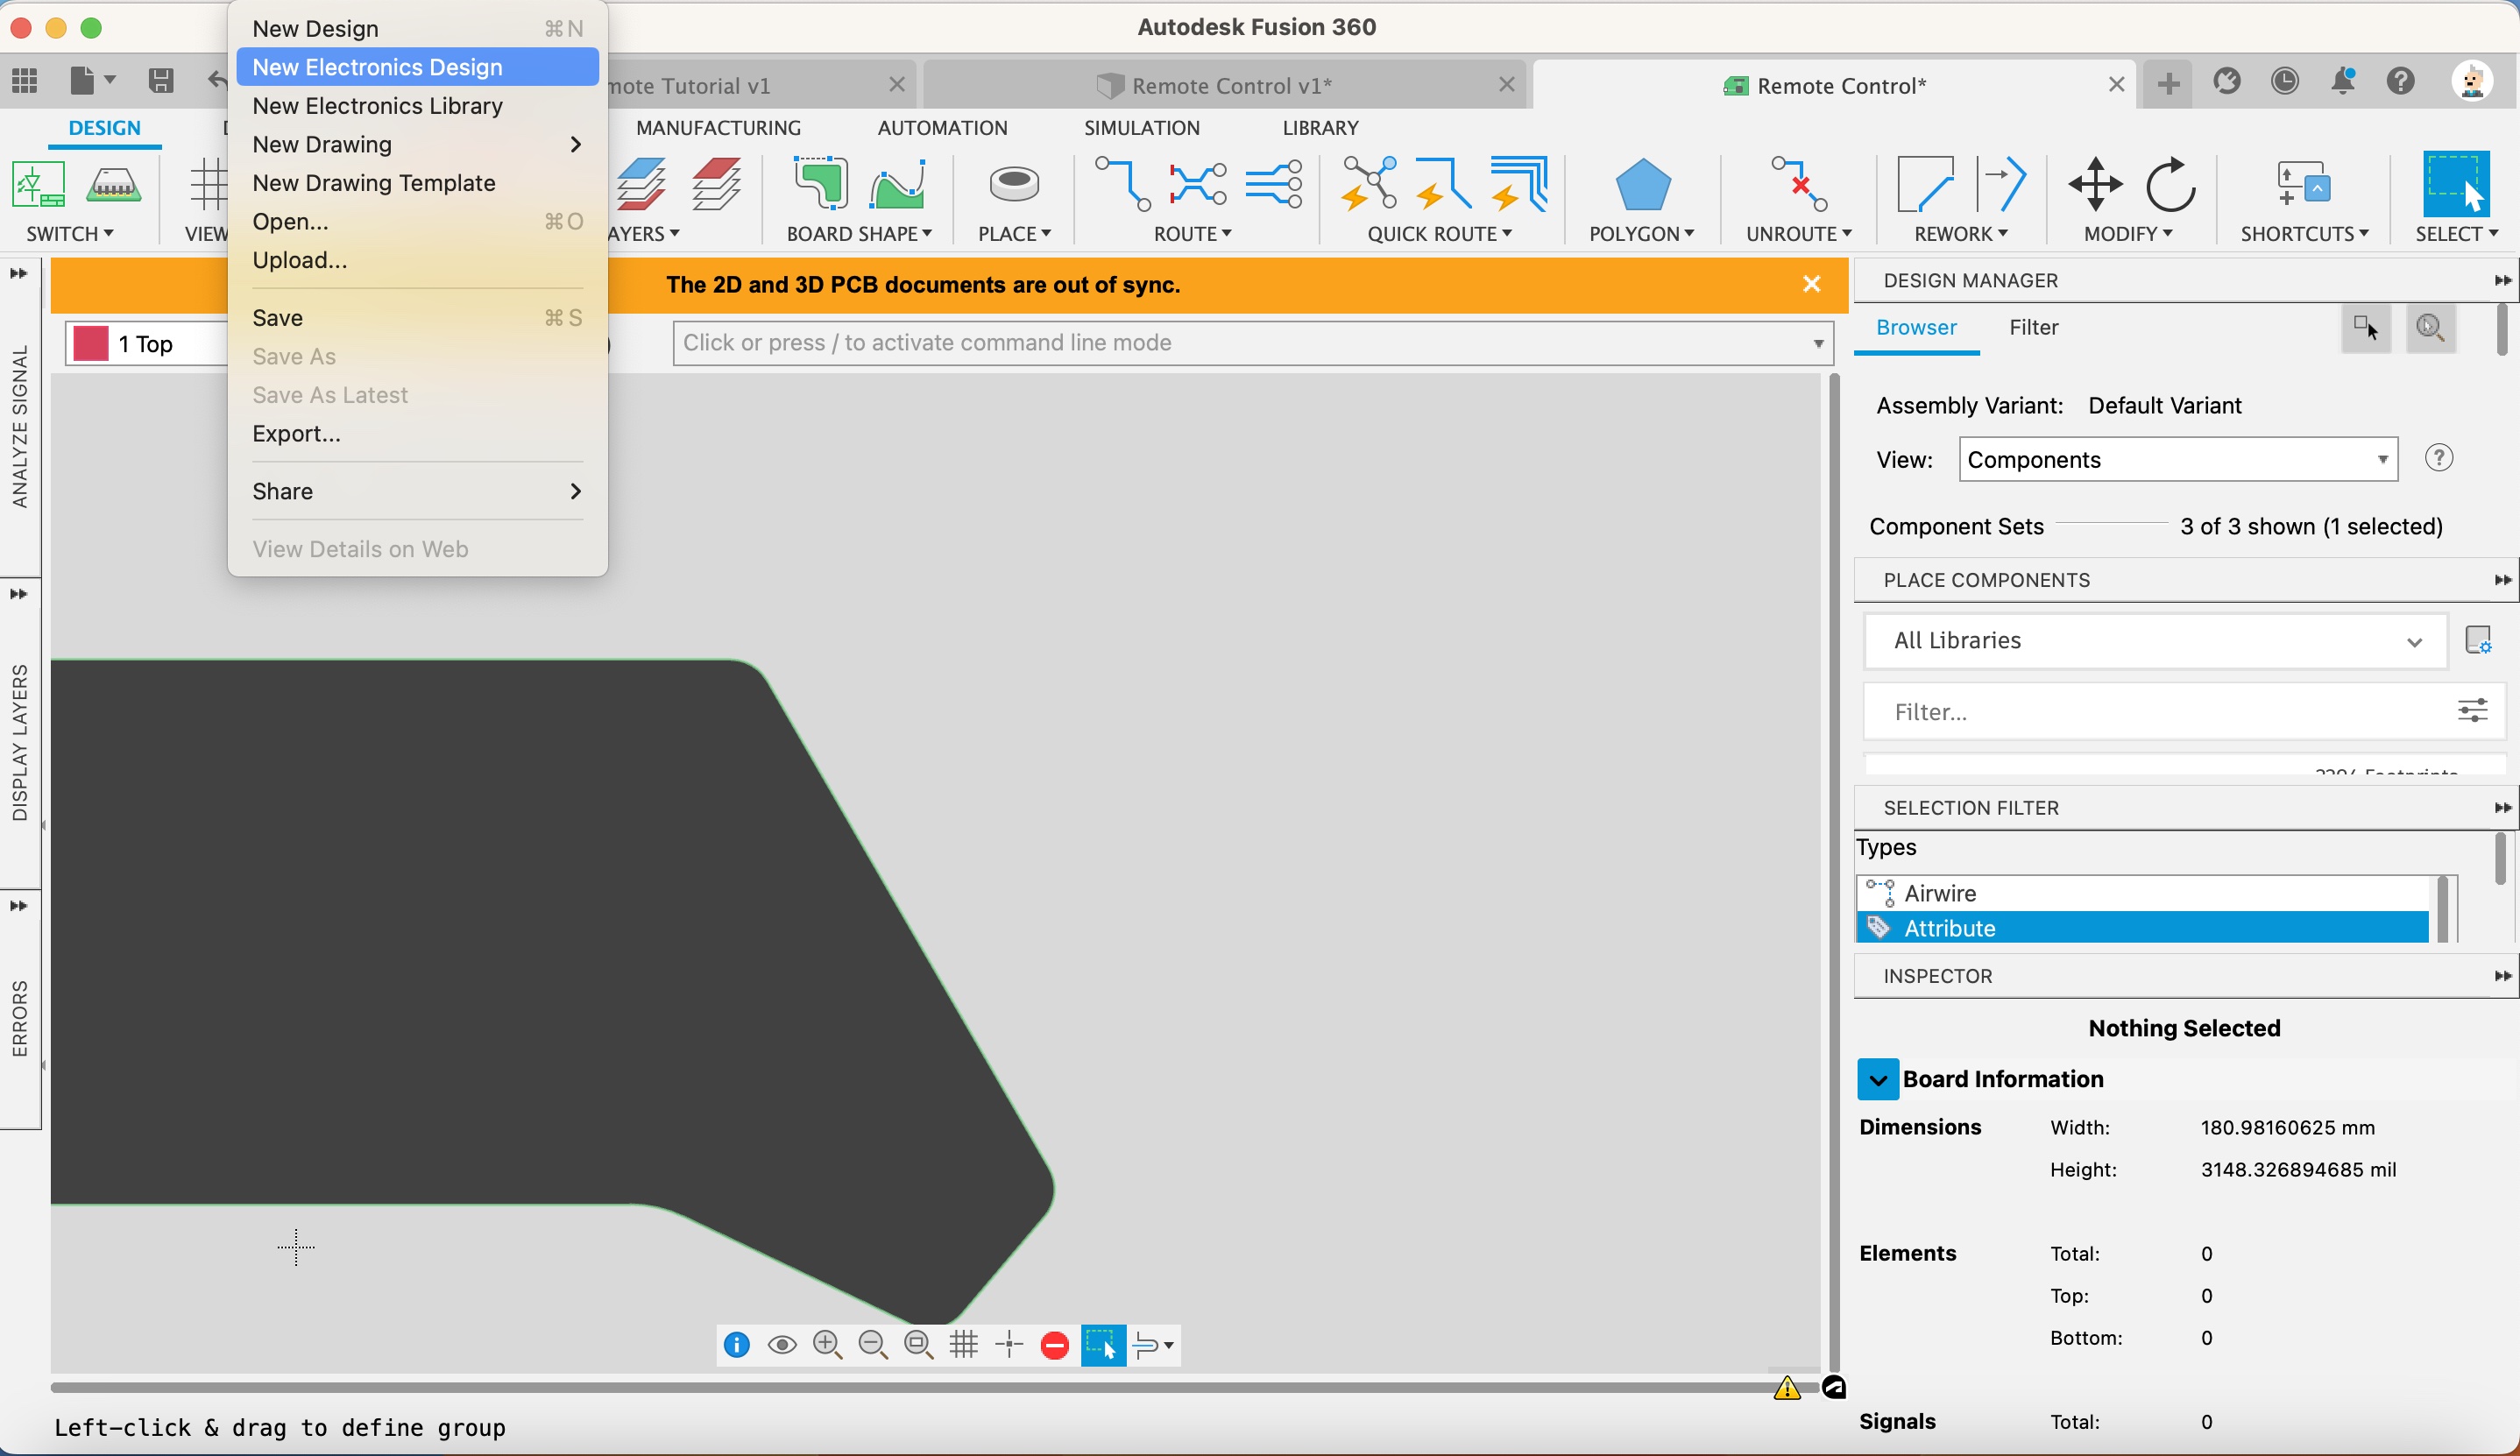 Autodesk Fusion 360
New Design ⌘N
New Electronics Design
New Electronics Library
New Drawing
New Drawing Template
Open... ⌘O
Upload...
Save ⌘S
Save As
Save As Latest
Export...
Share
View Details on Web
mote Tutorial v1
Remote Control v1*
Remote Control*
DESIGN
MANUFACTURING
AUTOMATION
SIMULATION
LIBRARY
SWITCH
VIEW
AYERS
BOARD SHAPE
PLACE
ROUTE
QUICK ROUTE
POLYGON
UNROUTE
REWORK
MODIFY
SHORTCUTS
SELECT
The 2D and 3D PCB documents are out of sync.
1 Top
Click or press / to activate command line mode
ANALYZE SIGNAL
DISPLAY LAYERS
ERRORS
DESIGN MANAGER
Browser Filter
Assembly Variant: Default Variant
View: Components
Component Sets 3 of 3 shown (1 selected)
PLACE COMPONENTS
All Libraries
Filter...
SELECTION FILTER
Types
Airwire
Attribute
INSPECTOR
Nothing Selected
Board Information
Dimensions Width: 180.98160625 mm
Height: 3148.326894685 mil
Elements Total: 0
Top: 0
Bottom: 0
Signals Total: 0
Left-click & drag to define group